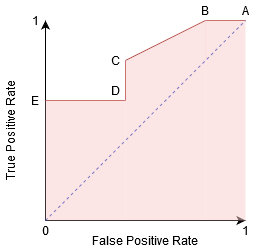 B A
1
C
D
E
True Positive Rate
0 1
False Positive Rate